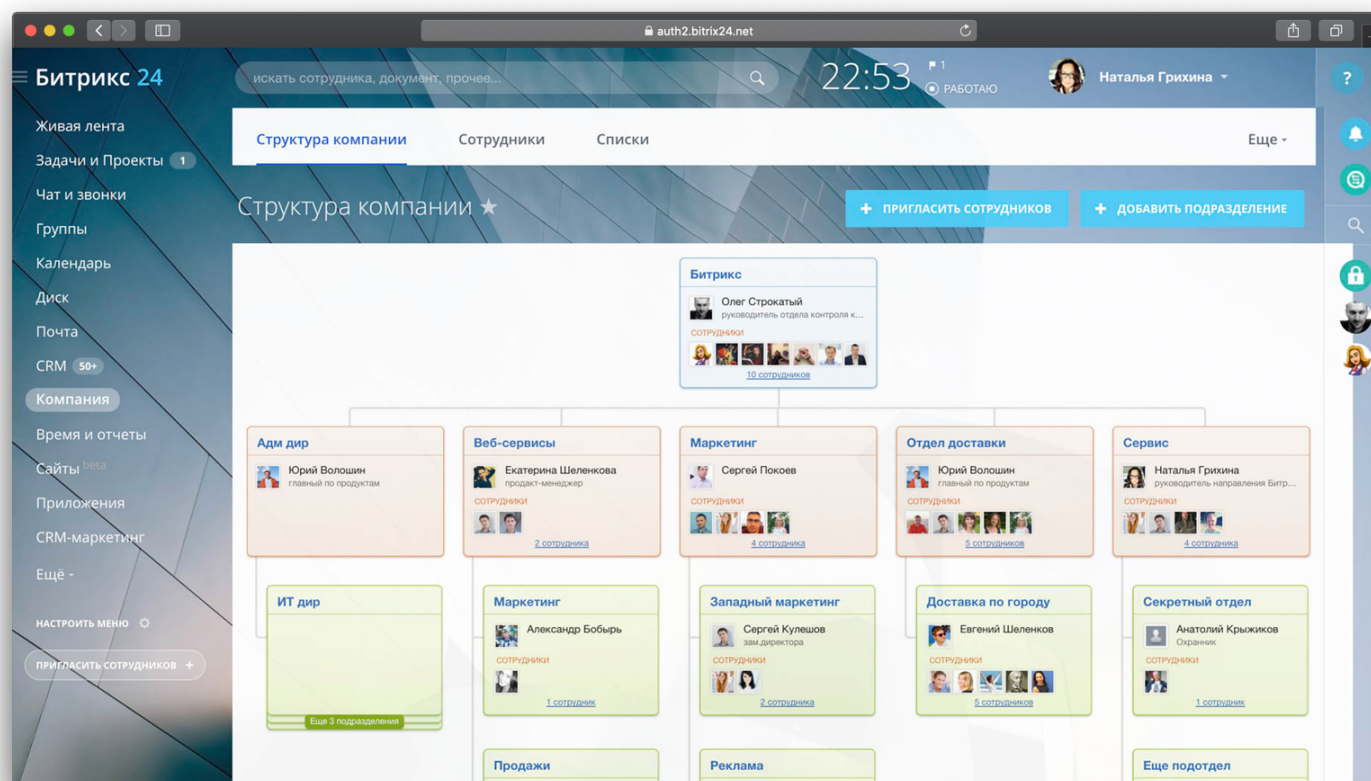 auth2.bitrix24.net
Битрикс 24
искать сотрудника, документ, прочее...
22:53
1
РАБОТАЮ
Наталья Грихина
?
Живая лента
Задачи и Проекты 1
Чат и звонки
Группы
Календарь
Диск
Почта
CRM 50+
Компания
Время и отчеты
Сайты beta
Приложения
CRM-маркетинг
Ещё -
НАСТРОИТЬ МЕНЮ
ПРИГЛАСИТЬ СОТРУДНИКОВ +
Структура компании
Сотрудники
Списки
Еще -
Структура компании
+ ПРИГЛАСИТЬ СОТРУДНИКОВ
+ ДОБАВИТЬ ПОДРАЗДЕЛЕНИЕ
Битрикс
Олег Строкатый
руководитель отдела контроля к...
СОТРУДНИКИ
10 сотрудников
Адм дир
Юрий Волошин
главный по продуктам
Веб-сервисы
Екатерина Шеленкова
продакт-менеджер
СОТРУДНИКИ
2 сотрудника
Маркетинг
Сергей Покоев
СОТРУДНИКИ
4 сотрудника
Отдел доставки
Юрий Волошин
главный по продуктам
СОТРУДНИКИ
5 сотрудников
Сервис
Наталья Грихина
руководитель направления Битр...
СОТРУДНИКИ
4 сотрудника
ИТ дир
Еще 3 подразделения
Маркетинг
Александр Бобырь
СОТРУДНИКИ
1 сотрудник
Западный маркетинг
Сергей Кулешов
зам.директора
СОТРУДНИКИ
2 сотрудника
Доставка по городу
Евгений Шеленков
СОТРУДНИКИ
5 сотрудников
Секретный отдел
Анатолий Крыжиков
Охранник
СОТРУДНИКИ
1 сотрудник
Продажи
Реклама
Еще подотдел